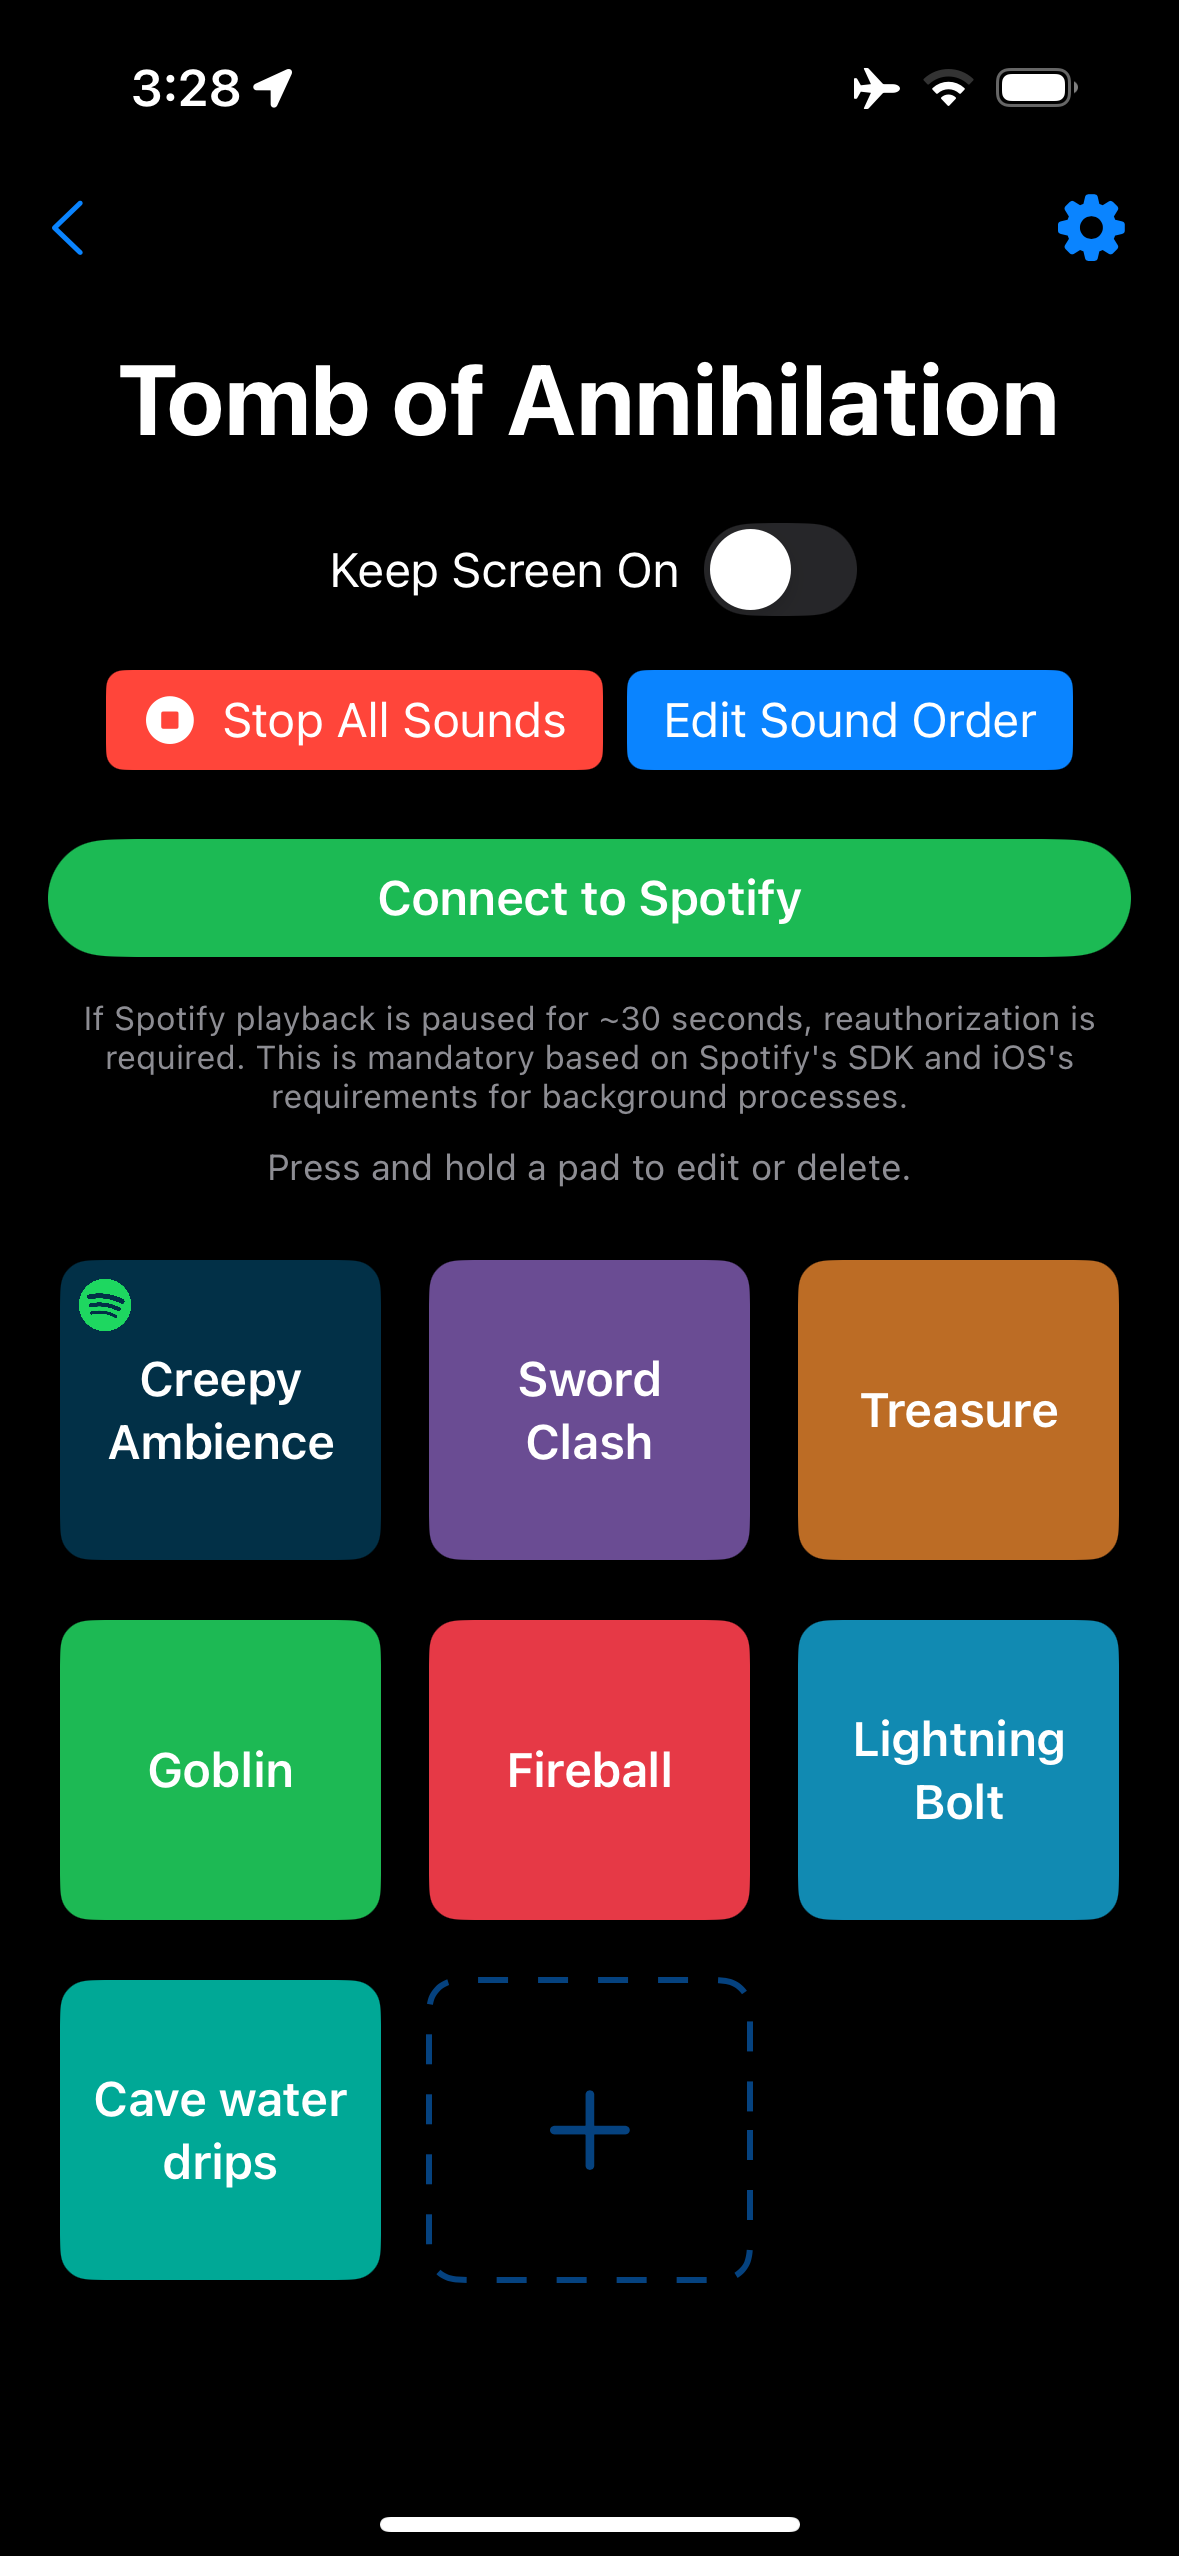 3:28
Tomb of Annihilation
Keep Screen On
Stop All Sounds
Edit Sound Order
Connect to Spotify
If Spotify playback is paused for ~30 seconds, reauthorization is
required. This is mandatory based on Spotify's SDK and iOS's
requirements for background processes.
Press and hold a pad to edit or delete.
Creepy
Ambience
Sword
Clash
Treasure
Goblin
Fireball
Lightning
Bolt
Cave water
drips